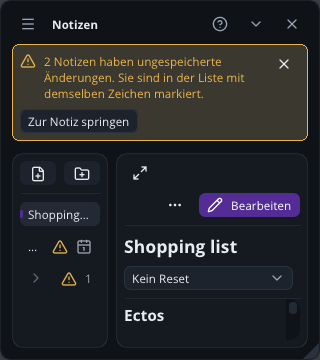 Notizen
2 Notizen haben ungespeicherte
Änderungen. Sie sind in der Liste mit
demselben Zeichen markiert.
Zur Notiz springen
Shopping...
...
1
Bearbeiten
Shopping list
Kein Reset
Ectos